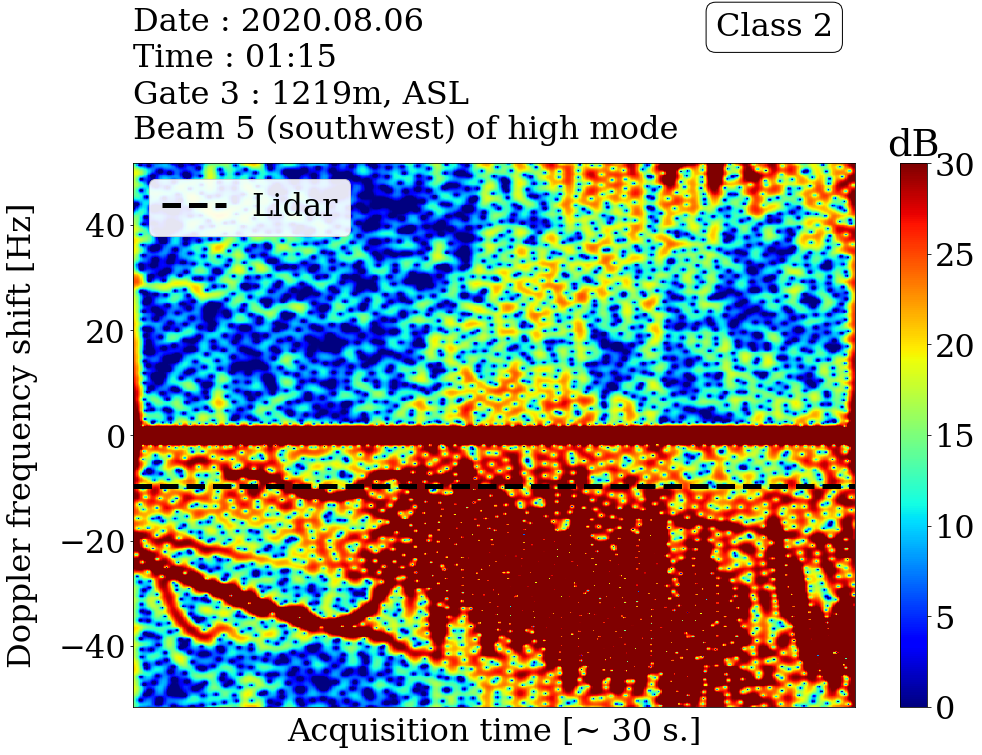 Date : 2020.08.06
Time : 01:15
Gate 3 : 1219m, ASL
Beam 5 (southwest) of high mode
Class 2
dB
Lidar
Doppler frequency shift [Hz]
40
20
0
−20
−40
Acquisition time [~ 30 s.]
30
25
20
15
10
5
0